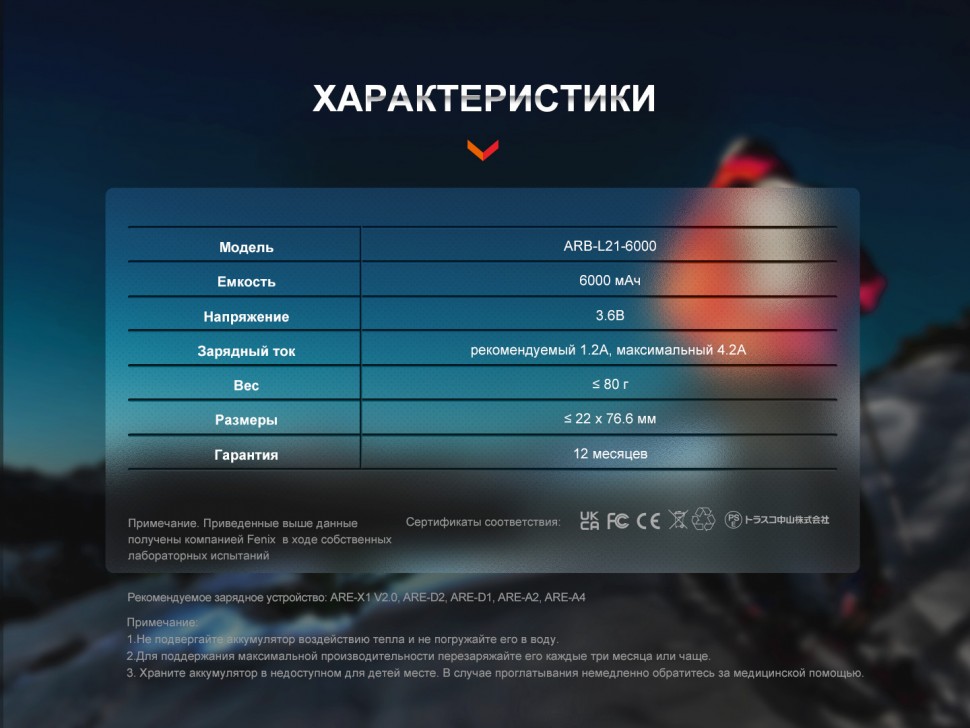 ХАРАКТЕРИСТИКИ
Модель ARB-L21-6000
Емкость 6000 мАч
Напряжение 3.6В
Зарядный ток рекомендуемый 1.2А, максимальный 4.2А
Вес ≤ 80 г
Размеры ≤ 22 x 76.6 мм
Гарантия 12 месяцев
Примечание. Приведенные выше данные
получены компанией Fenix в ходе собственных
лабораторных испытаний
Сертификаты соответствия: UK CA FC CE PS E トラスコ中山株式会社
Рекомендуемое зарядное устройство: ARE-X1 V2.0, ARE-D2, ARE-D1, ARE-A2, ARE-A4
Примечание:
1.Не подвергайте аккумулятор воздействию тепла и не погружайте его в воду.
2.Для поддержания максимальной производительности перезаряжайте его каждые три месяца или чаще.
3. Храните аккумулятор в недоступном для детей месте. В случае проглатывания немедленно обратитесь за медицинской помощью.